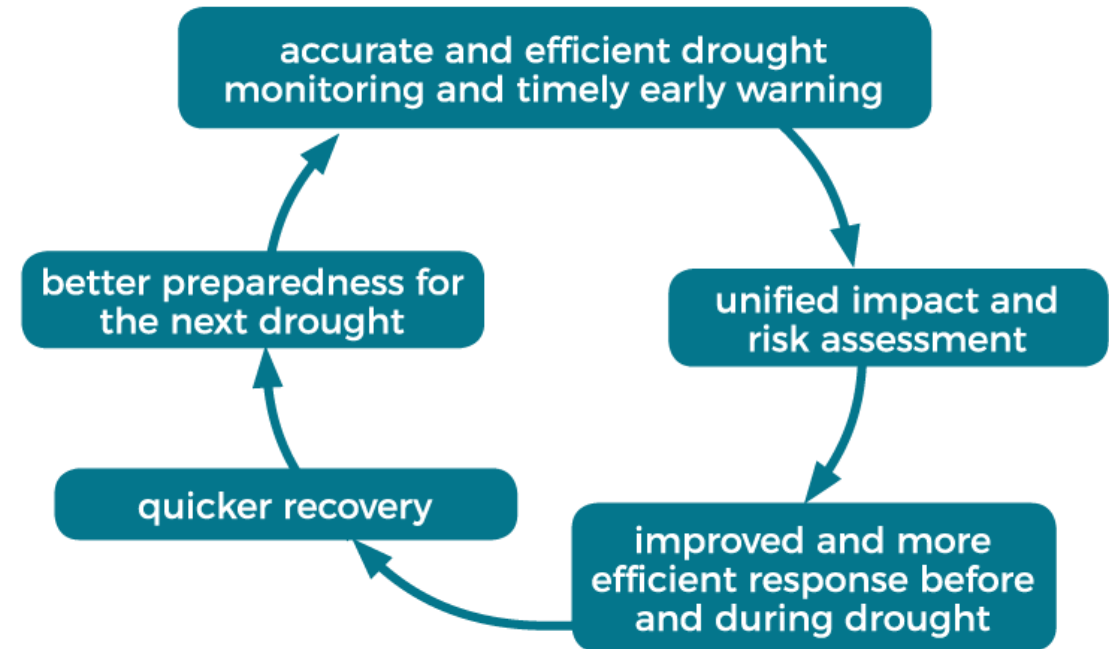 accurate and efficient drought
monitoring and timely early warning
unified impact and
risk assessment
improved and more
efficient response before
and during drought
quicker recovery
better preparedness for
the next drought